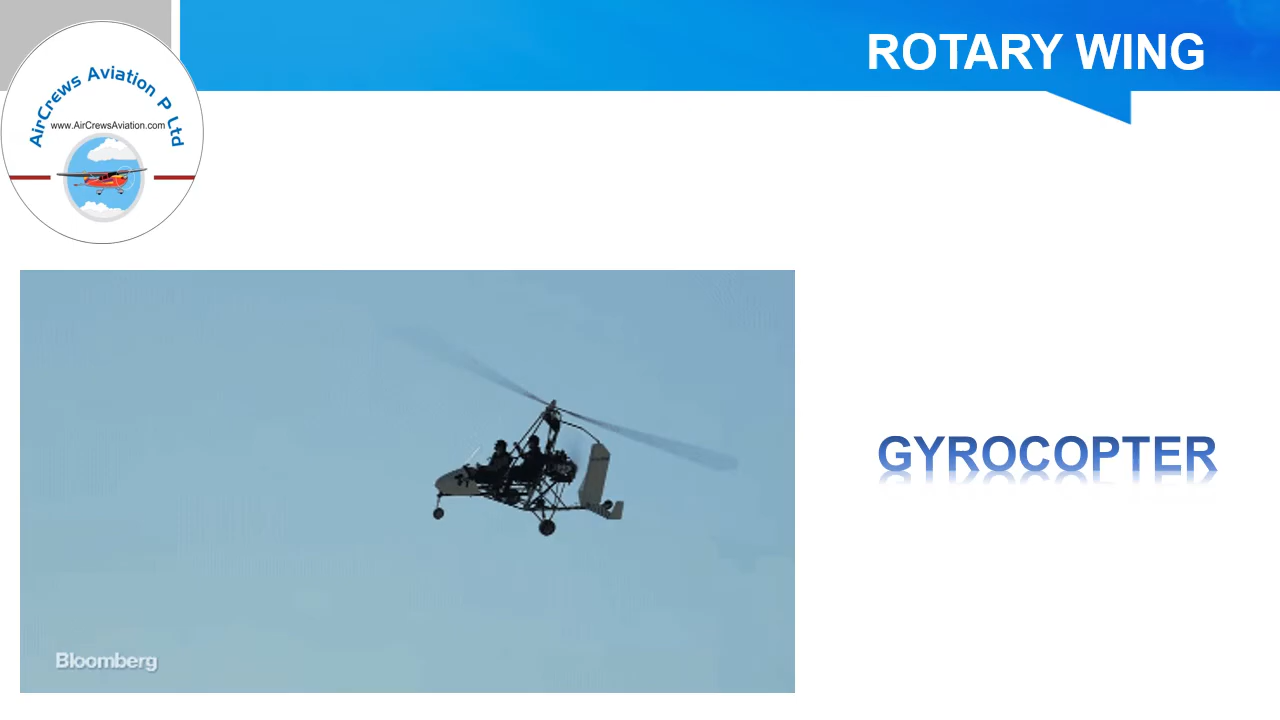 ROTARY WING
AirCrews Aviation P Ltd
www.AirCrewsAviation.com
GYROCOPTER
Bloomberg